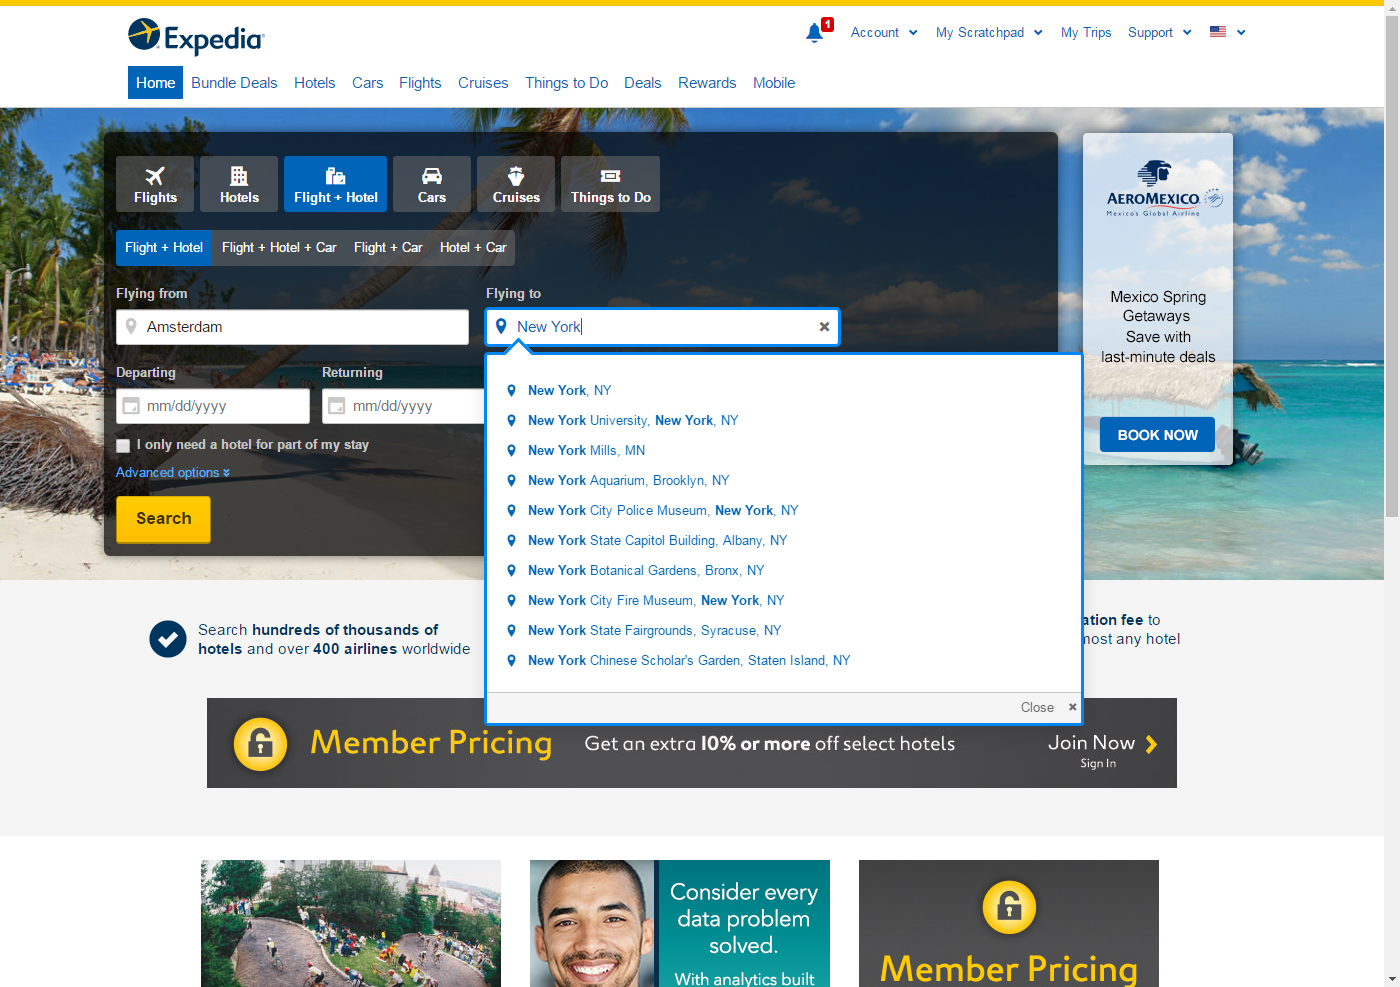 Expedia
1
Account
My Scratchpad
My Trips
Support
Home
Bundle Deals
Hotels
Cars
Flights
Cruises
Things to Do
Deals
Rewards
Mobile
Flights
Hotels
Flight + Hotel
Cars
Cruises
Things to Do
Flight + Hotel
Flight + Hotel + Car
Flight + Car
Hotel + Car
Flying from
Amsterdam
Flying to
New York
Departing
mm/dd/yyyy
Returning
mm/dd/yyyy
I only need a hotel for part of my stay
Advanced options
Search
New York, NY
New York University, New York, NY
New York Mills, MN
New York Aquarium, Brooklyn, NY
New York City Police Museum, New York, NY
New York State Capitol Building, Albany, NY
New York Botanical Gardens, Bronx, NY
New York City Fire Museum, New York, NY
New York State Fairgrounds, Syracuse, NY
New York Chinese Scholar's Garden, Staten Island, NY
Close
AEROMEXICO
Mexico's Global Airline
Mexico Spring
Getaways
Save with
last-minute deals
BOOK NOW
Search hundreds of thousands of
hotels and over 400 airlines worldwide
ation fee to
most any hotel
Member Pricing
Get an extra 10% or more off select hotels
Join Now
Sign In
Consider every
data problem
solved.
With analytics built
Member Pricing